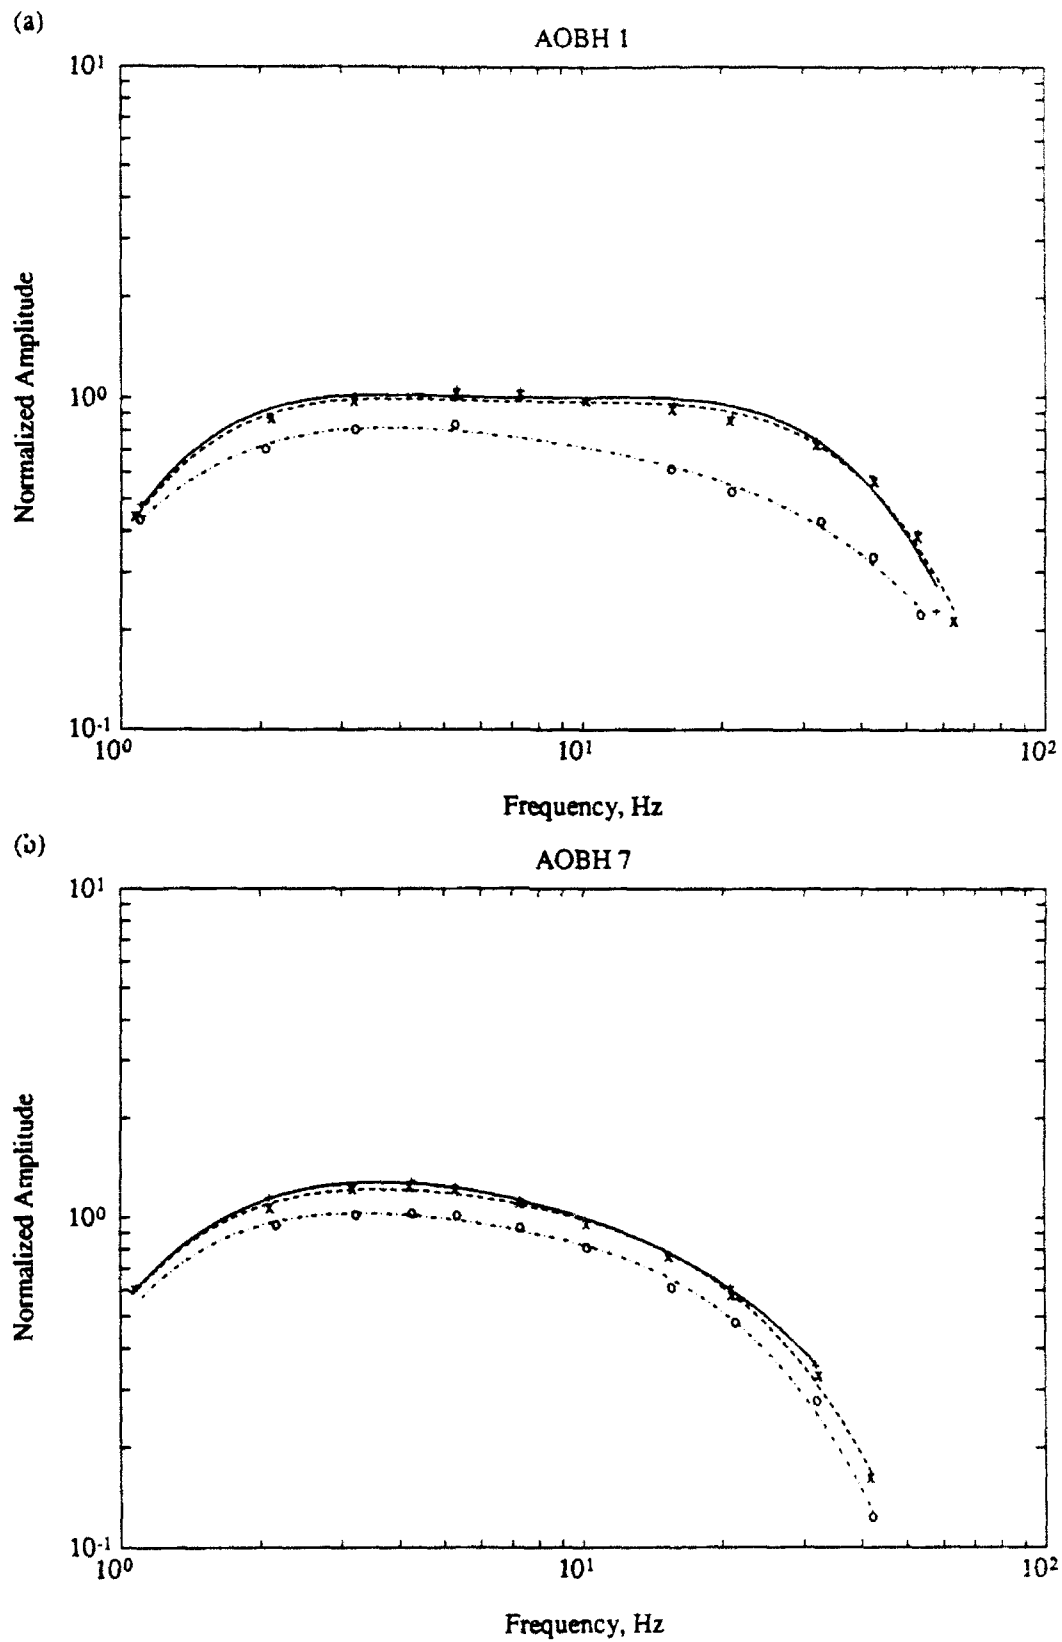 (a)
AOBH 1
Normalized Amplitude
10¹
10⁰
10⁻¹
10⁰
10¹
10²
Frequency, Hz
(b)
AOBH 7
Normalized Amplitude
10¹
10⁰
10⁻¹
10⁰
10¹
10²
Frequency, Hz